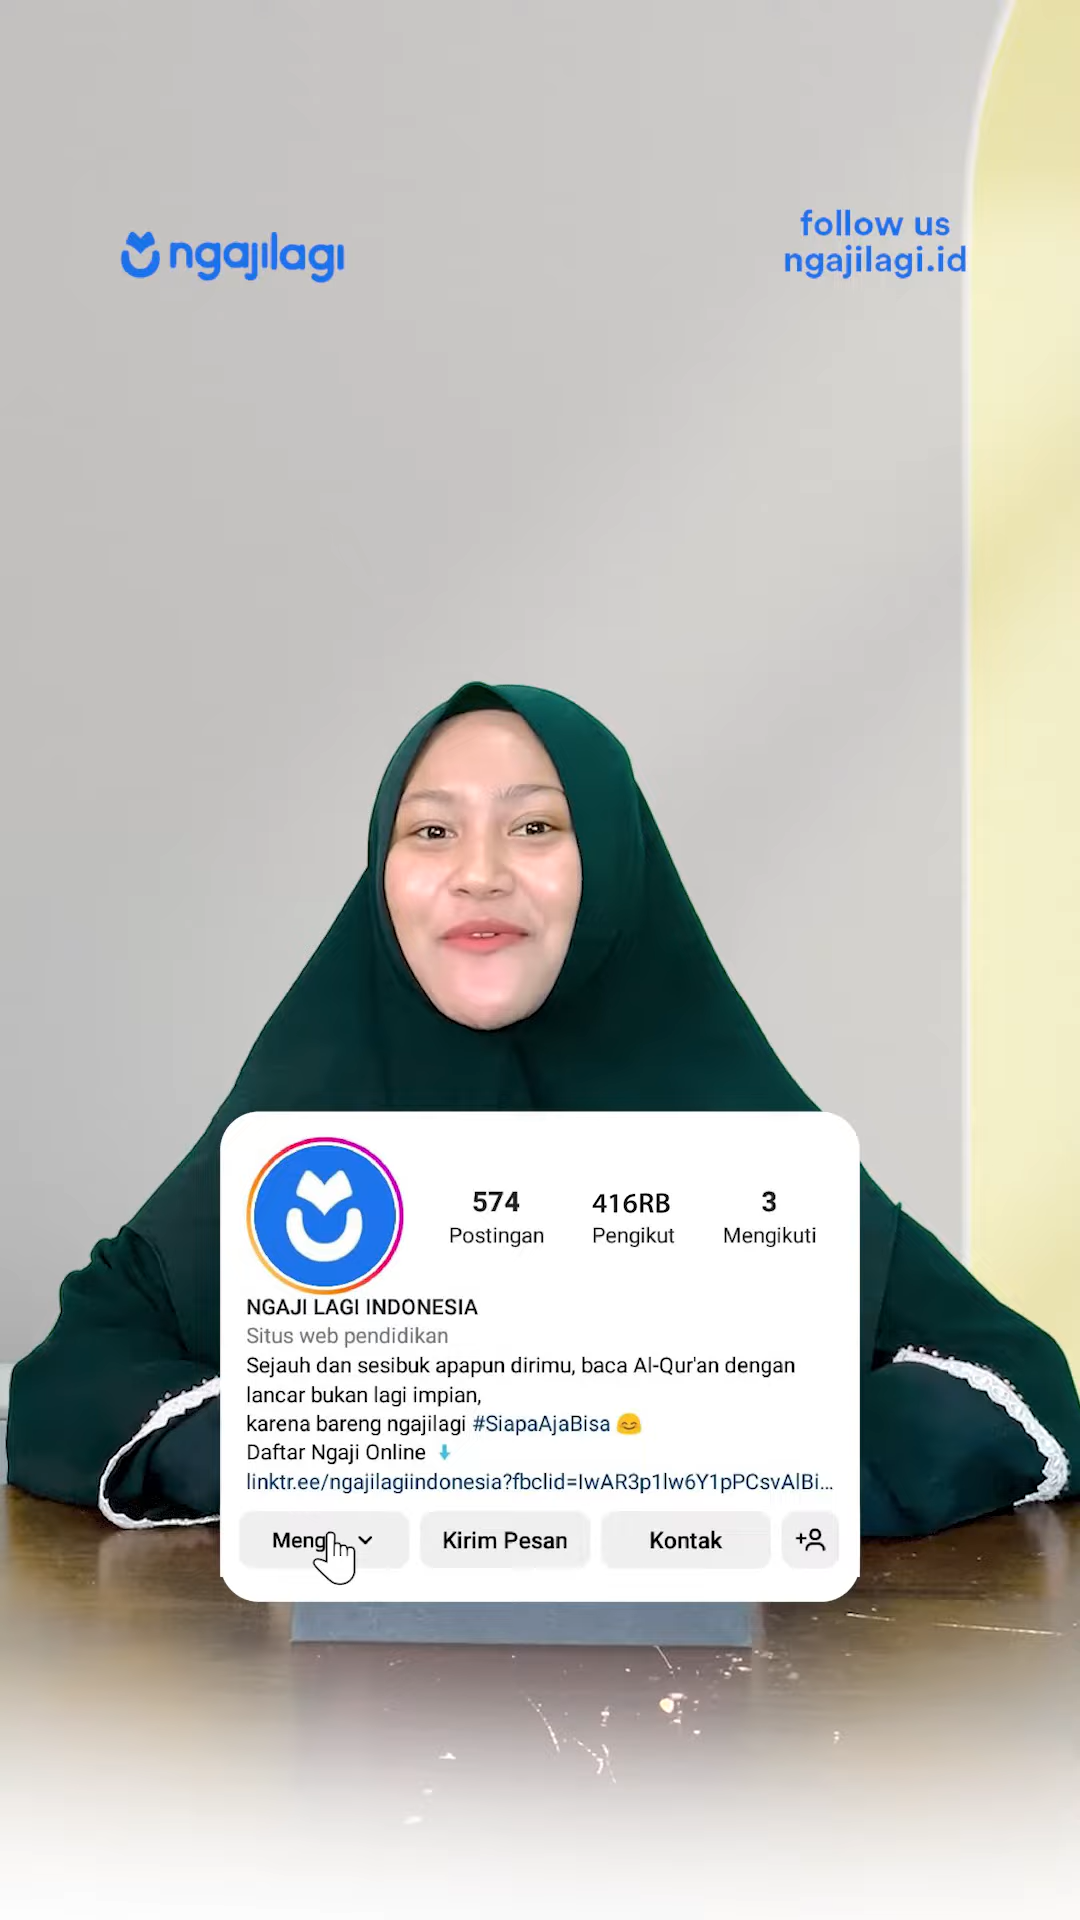 ngajilagi
follow us
ngajilagi.id
574
416RB
3
Postingan
Pengikut
Mengikuti
NGAJI LAGI INDONESIA
Situs web pendidikan
Sejauh dan sesibuk apapun dirimu, baca Al-Qur'an dengan
lancar bukan lagi impian,
karena bareng ngajilagi #SiapaAjaBisa 😊
Daftar Ngaji Online ⬇
linktr.ee/ngajilagiindonesia?fbclid=IwAR3p1lw6Y1pPCsvAlBi...
Kirim Pesan
Kontak